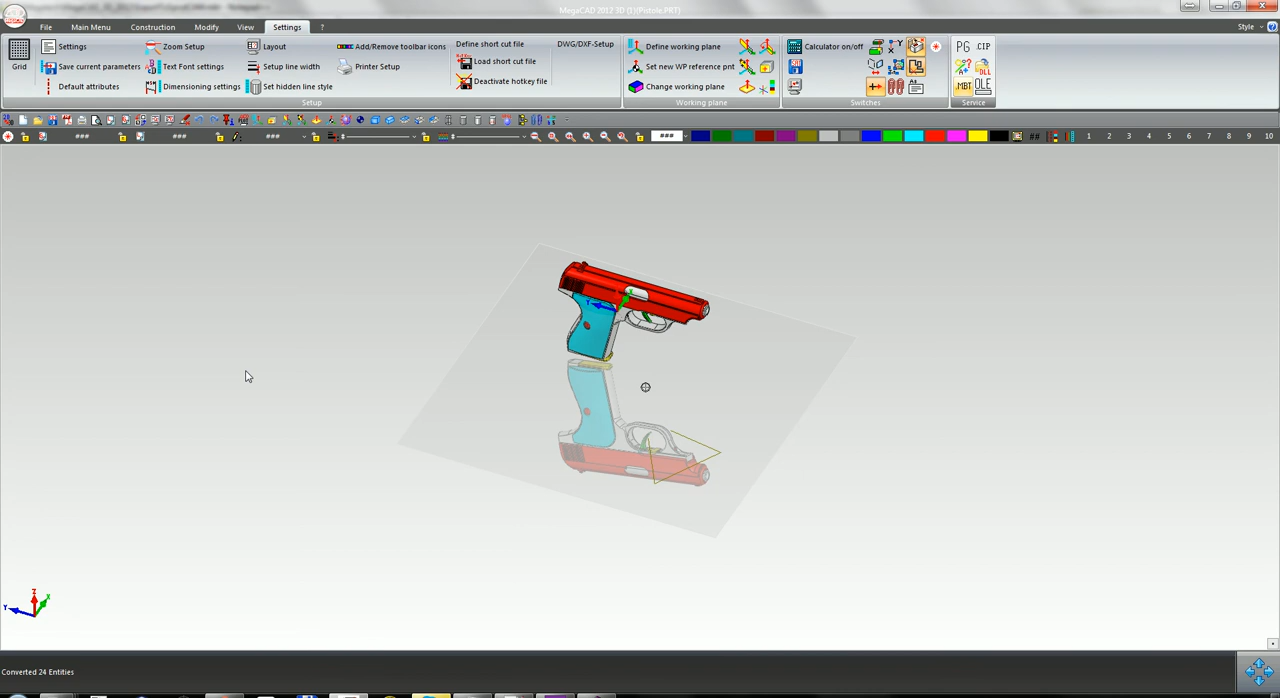 MegaCAD 2012 3D (1)(Pistole.PRT)
File Main Menu Construction Modify View Settings ? Style
Grid
Settings Zoom Setup Layout Add/Remove toolbar icons Define short cut file DWG/DXF-Setup Define working plane Calculator on/off PG .CIP
Save current parameters Text Font settings Setup line width Printer Setup Load short cut file Set new WP reference pnt DLL
Default attributes Dimensioning settings Set hidden line style Deactivate hotkey file Change working plane .MBT OLE
Setup Working plane Switches Service
### ### ### ### ## 1 2 3 4 5 6 7 8 9 10
Y X
Z
Y X
Converted 24 Entities